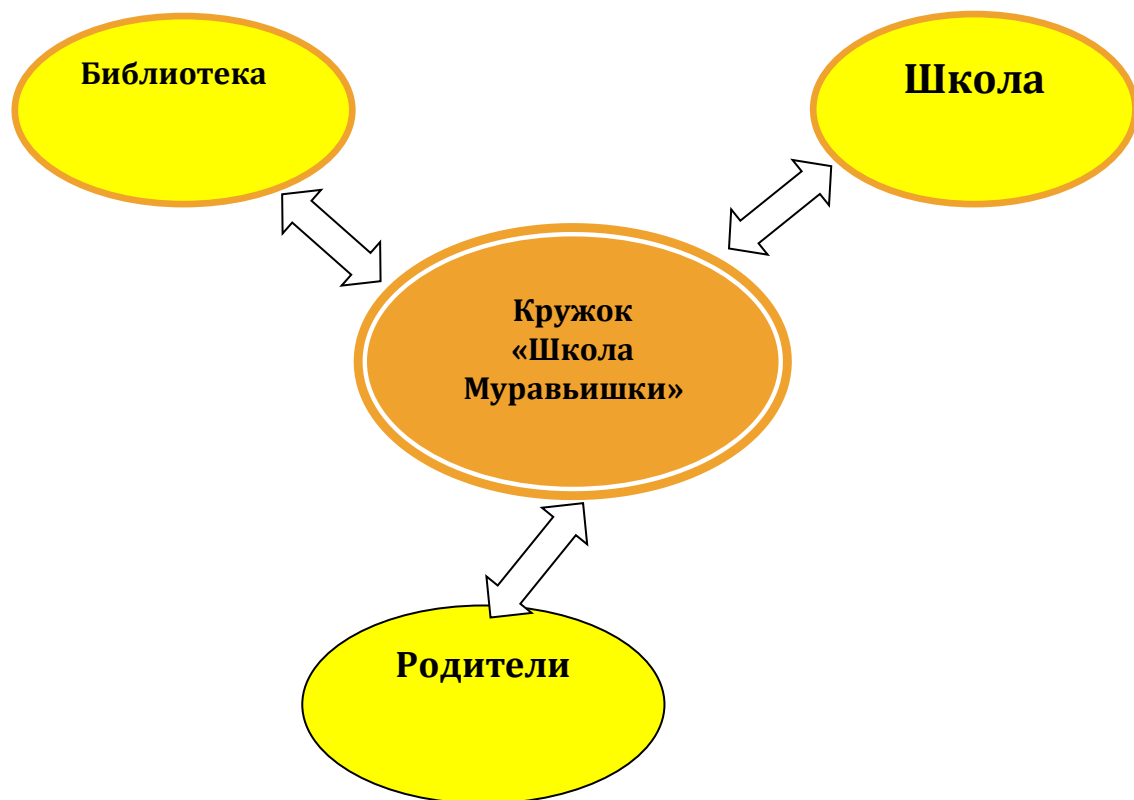 Библиотека
Школа
Кружок
«Школа
Муравьишки»
Родители